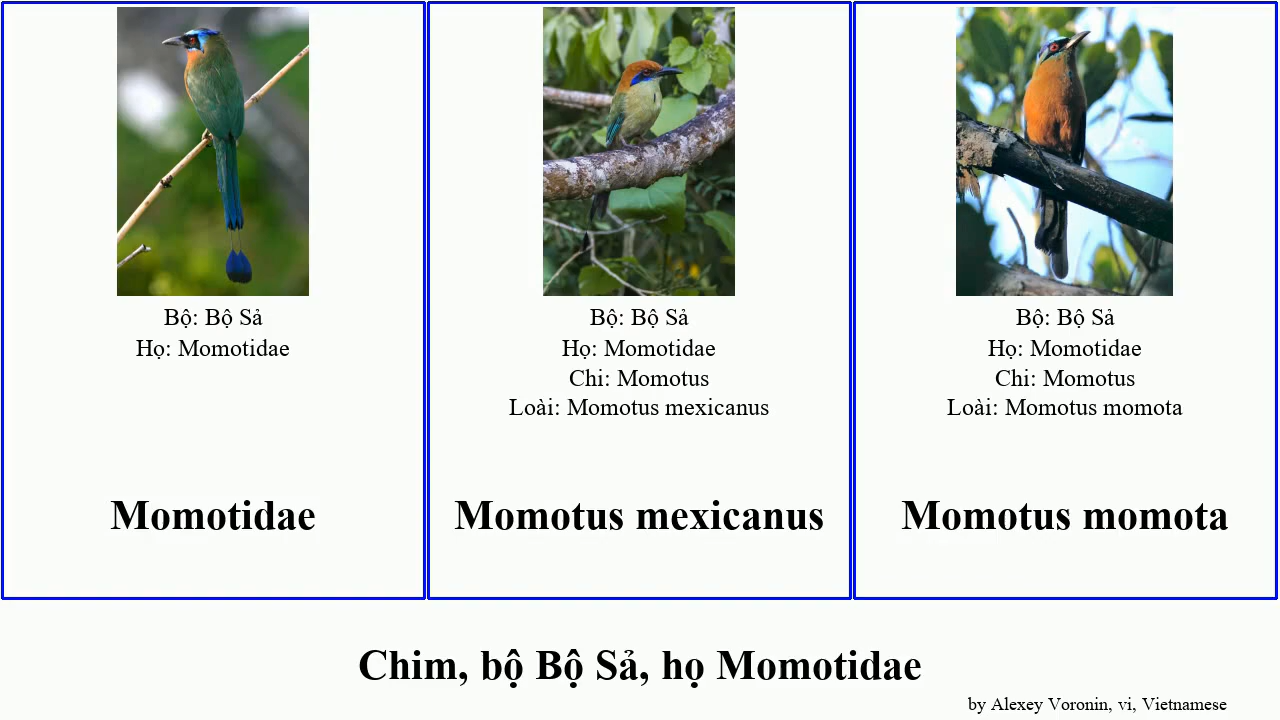 Bộ: Bộ Sả
Họ: Momotidae
Momotidae
Bộ: Bộ Sả
Họ: Momotidae
Chi: Momotus
Loài: Momotus mexicanus
Momotus mexicanus
Bộ: Bộ Sả
Họ: Momotidae
Chi: Momotus
Loài: Momotus momota
Momotus momota
Chim, bộ Bộ Sả, họ Momotidae
by Alexey Voronin, vi, Vietnamese